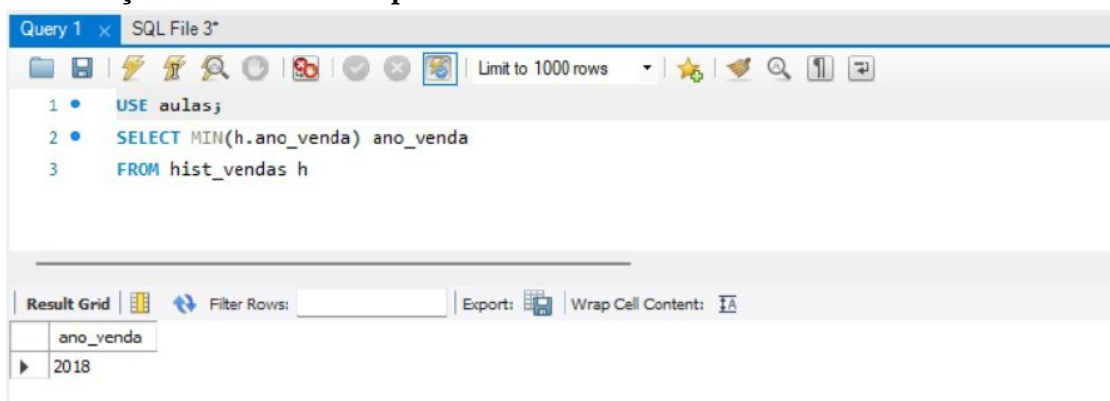 Query 1 × SQL File 3*
Limit to 1000 rows
1 USE aulas;
2 SELECT MIN(h.ano_venda) ano_venda
3 FROM hist_vendas h
Result Grid Filter Rows: Export: Wrap Cell Content: IA
ano_venda
2018